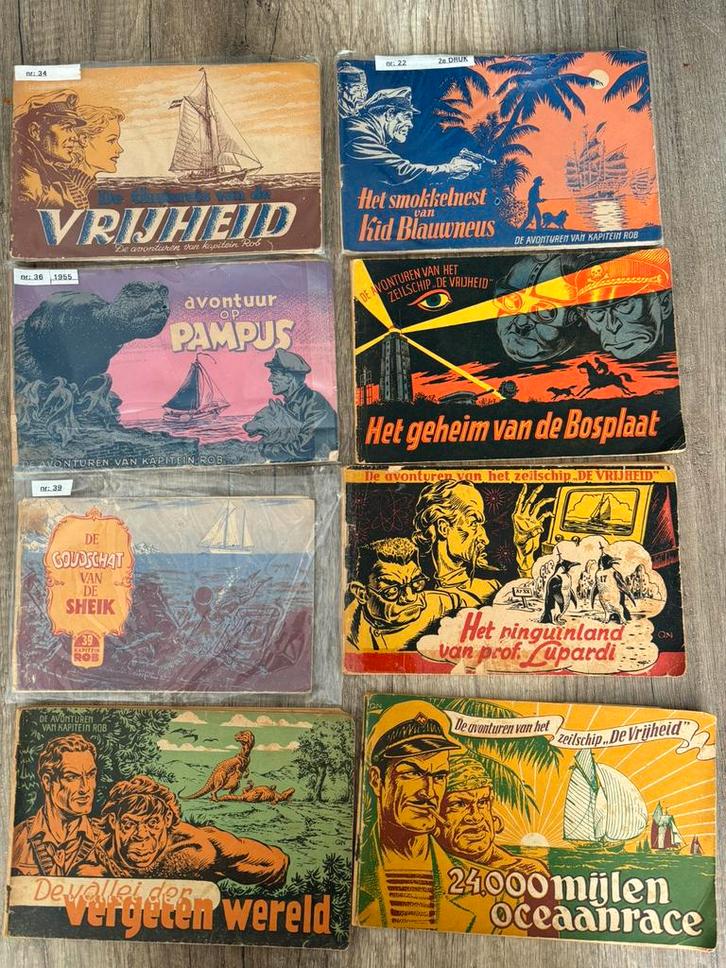 nr: 34
De thuisreis van de
VRIJHEID
De avonturen van kapitein Rob
nr: 22 2e DRUK
Het smokkelnest
van
Kid Blauwneus
DE AVONTUREN VAN KAPITEIN ROB
nr: 36 1955
avontuur
OP
PAMPUS
DE AVONTUREN VAN KAPITEIN ROB
DE AVONTUREN VAN HET
ZEILSCHIP „DE VRIJHEID"
Het geheim van de Bosplaat
nr: 39
DE
GOUDSCHAT
VAN DE
SHEIK
39
KAPITEIN
ROB
De avonturen van het zeilschip „DE VRIJHEID"
Het pinguinland
van prof. Lupardi
DE AVONTUREN
VAN KAPITEIN ROB
De vallei der
vergeten wereld
De avonturen van het zeilschip „De Vrijheid"
24.000 mijlen
oceaanrace